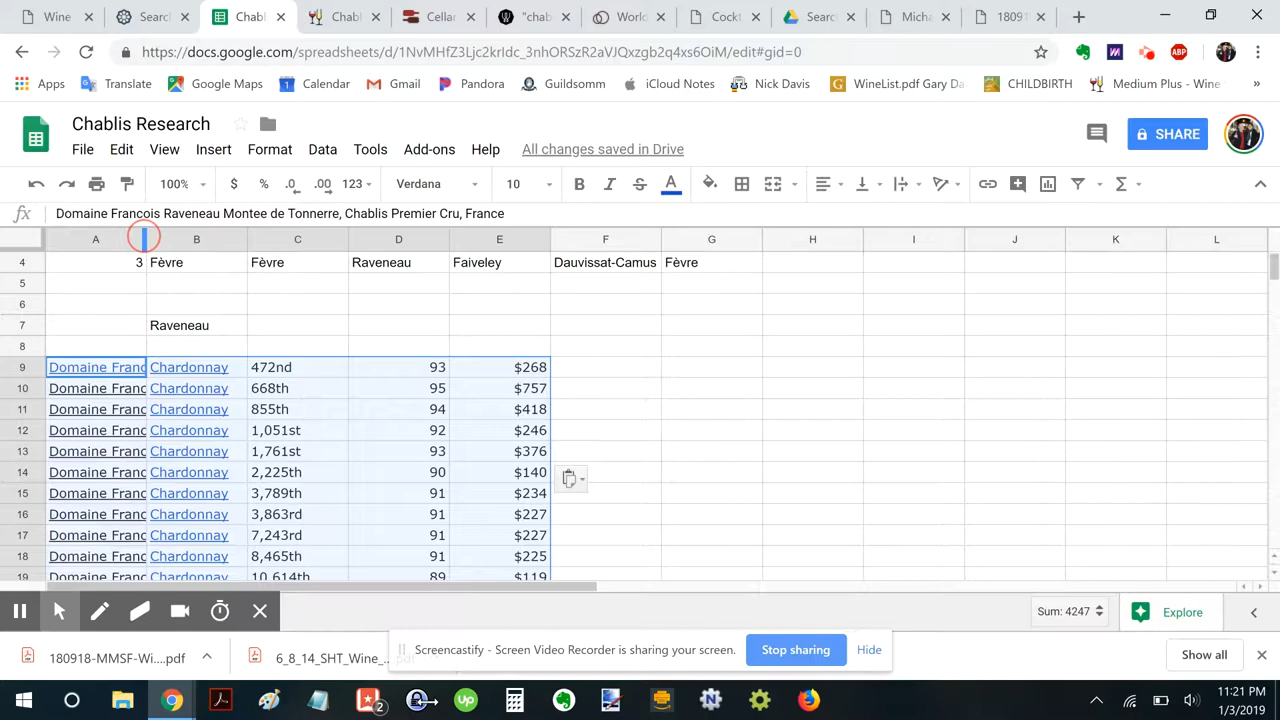 Wine
Search
Chabl
Chabl
Cellar
"chab
World
Cockt
Searc
Micha
180918
https://docs.google.com/spreadsheets/d/1NvMHfZ3Ljc2krIdc_3nhORSzR2aVJQxzgb2q4xs6OiM/edit#gid=0
ABP
Apps
Translate
Google Maps
Calendar
Gmail
Pandora
Guildsomm
iCloud Notes
Nick Davis
WineList.pdf Gary Da
CHILDBIRTH
Medium Plus - Wine
Chablis Research
SHARE
File Edit View Insert Format Data Tools Add-ons Help All changes saved in Drive
100% $ % .0 .00 123 Verdana 10 B I S A
fx Domaine Francois Raveneau Montee de Tonnerre, Chablis Premier Cru, France
A B C D E F G H I J K L
4 3 Fèvre Fèvre Raveneau Faiveley Dauvissat-Camus Fèvre
5
6
7 Raveneau
8
9 Domaine Franc Chardonnay 472nd 93 $268
10 Domaine Franc Chardonnay 668th 95 $757
11 Domaine Franc Chardonnay 855th 94 $418
12 Domaine Franc Chardonnay 1,051st 92 $246
13 Domaine Franc Chardonnay 1,761st 93 $376
14 Domaine Franc Chardonnay 2,225th 90 $140
15 Domaine Franc Chardonnay 3,789th 91 $234
16 Domaine Franc Chardonnay 3,863rd 91 $227
17 Domaine Franc Chardonnay 7,243rd 91 $227
18 Domaine Franc Chardonnay 8,465th 91 $225
19 Domaine Franc Chardonnay 10,614th 89 $119
Sum: 4247
Explore
180918-MMSF-Wi....pdf
6_8_14_SHT_Wine_....pdf
Screencastify - Screen Video Recorder is sharing your screen.
Stop sharing
Hide
Show all
2
Up
11:21 PM
1/3/2019